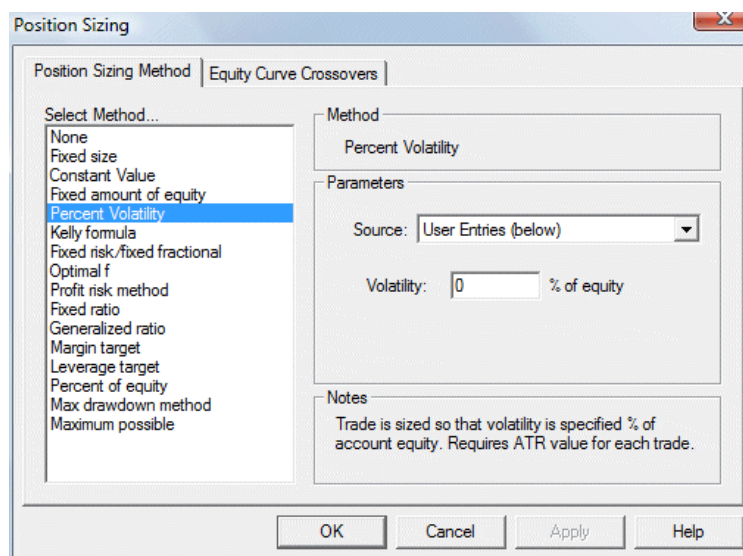 Position Sizing
Position Sizing Method
Equity Curve Crossovers
Select Method...
None
Fixed size
Constant Value
Fixed amount of equity
Percent Volatility
Kelly formula
Fixed risk/fixed fractional
Optimal f
Profit risk method
Fixed ratio
Generalized ratio
Margin target
Leverage target
Percent of equity
Max drawdown method
Maximum possible
Method
Percent Volatility
Parameters
Source: User Entries (below)
Volatility: 0 % of equity
Notes
Trade is sized so that volatility is specified % of
account equity. Requires ATR value for each trade.
OK Cancel Apply Help